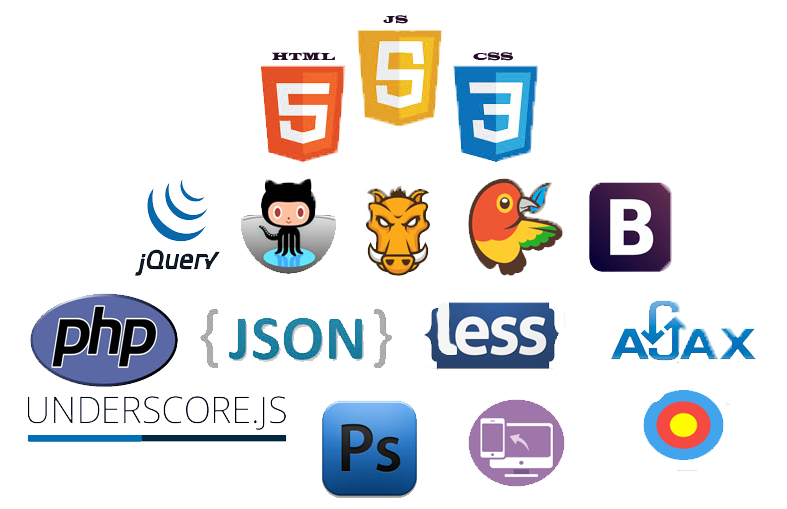 JS
HTML
CSS
5
5
3
jQuery
B
php
{JSON}
{less}
AJAX
UNDERSCORE.JS
Ps